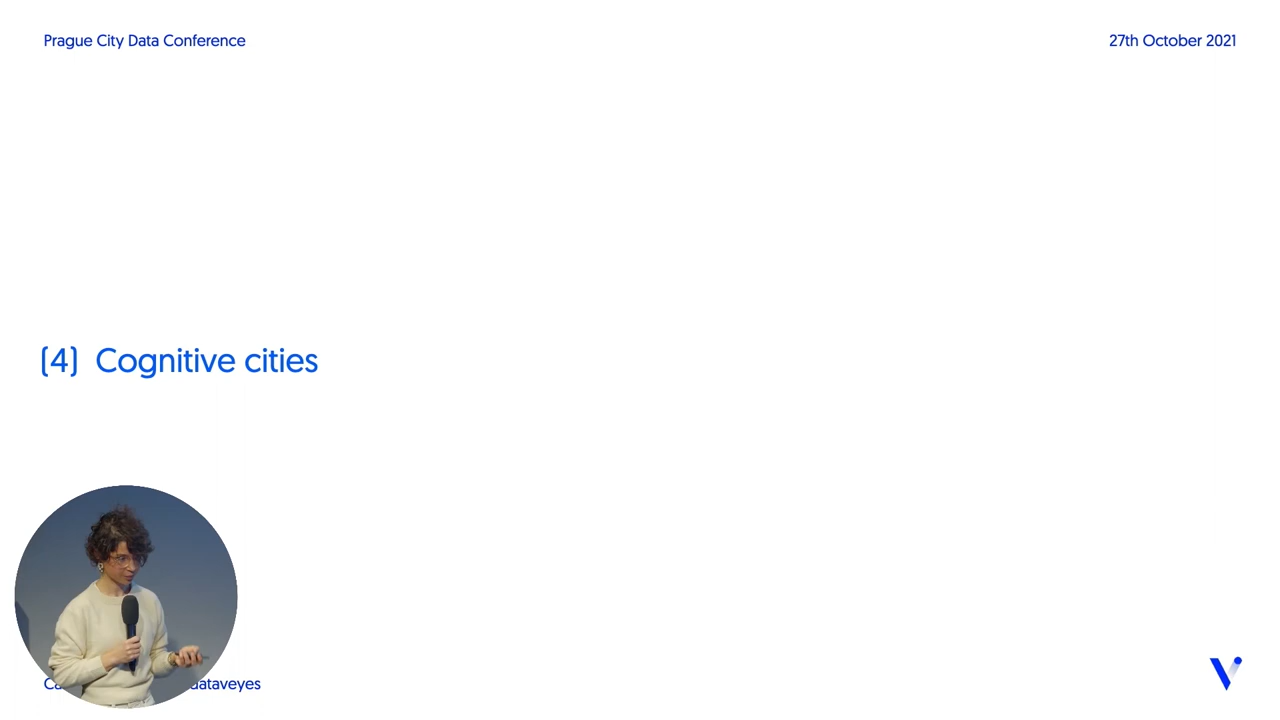 Prague City Data Conference
27th October 2021
(4) Cognitive cities
dataveyes